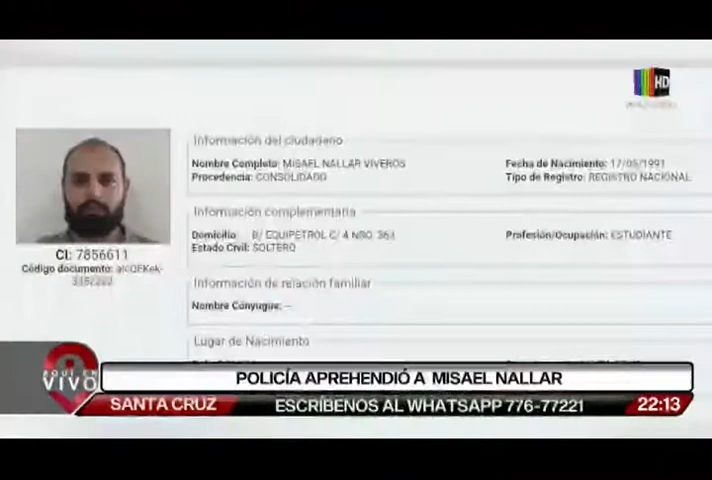 HD
Información del ciudadano
Nombre Completo: MISAEL NALLAR VIVEROS
Fecha de Nacimiento: 17/05/1991
Procedencia: CONSOLIDADO
Tipo de Registro: REGISTRO NACIONAL
CI: 7856611
Código documento:
Información complementaria
Domicilio B/ EQUIPETROL C/ 4 NRO. 363
Profesión/Ocupación: ESTUDIANTE
Estado Civil: SOLTERO
Información de relación familiar
Nombre Conyugue: --
Lugar de Nacimiento
AQUÍ EN
VIVO
POLICÍA APREHENDIÓ A MISAEL NALLAR
SANTA CRUZ
ESCRÍBENOS AL WHATSAPP 776-77221
22:13